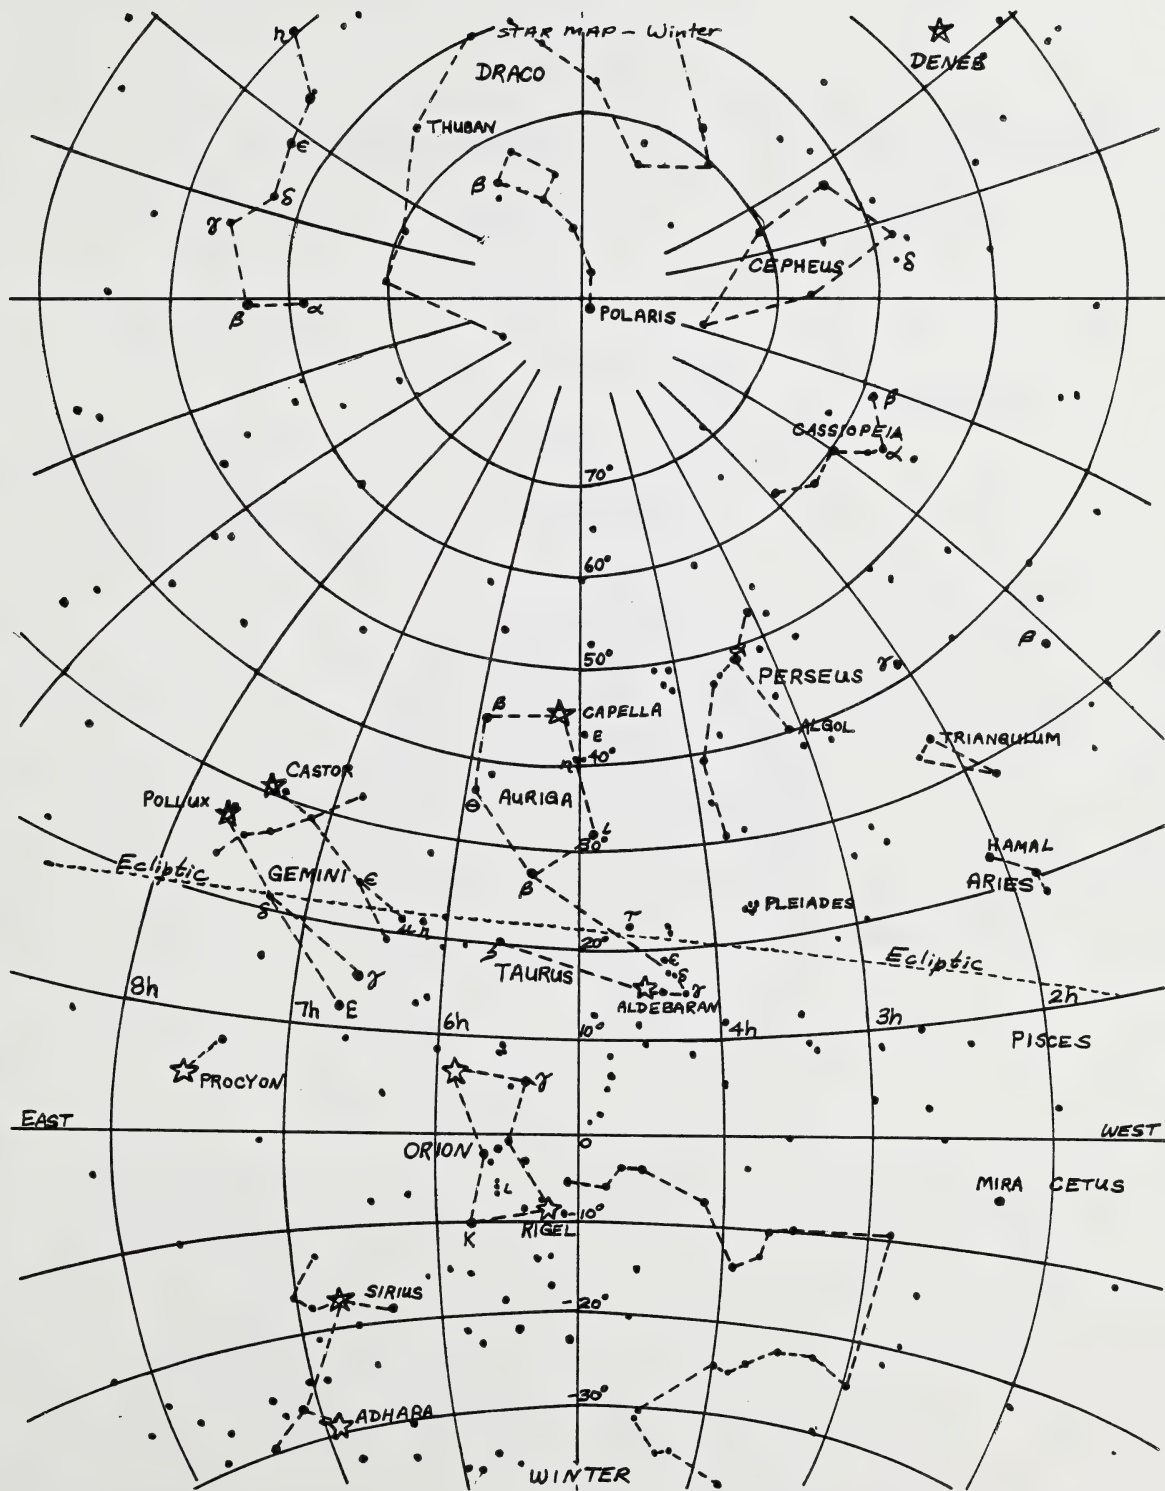 η
STAR MAP - Winter
DENEB
DRACO
THUBAN
ε
β
δ
γ
CEPHEUS
δ
β
α
POLARIS
β
CASSIOPEIA
α
70°
60°
β
50°
α
PERSEUS
γ
β
CAPELLA
ALGOL
ε
TRIANGULUM
η
40°
CASTOR
POLLUX
AURIGA
θ
ι
30°
HAMAL
Ecliptic
GEMINI
ε
β
ARIES
PLEIADES
δ
μ
η
τ
ζ
20°
Ecliptic
TAURUS
ε
δ
γ
γ
ALDEBARAN
8h
7h
ξ
6h
10°
4h
3h
2h
PISCES
PROCYON
γ
EAST
WEST
ORION
0
ι
MIRA
CETUS
K
RIGEL
-10°
SIRIUS
-20°
-30°
ADHARA
WINTER